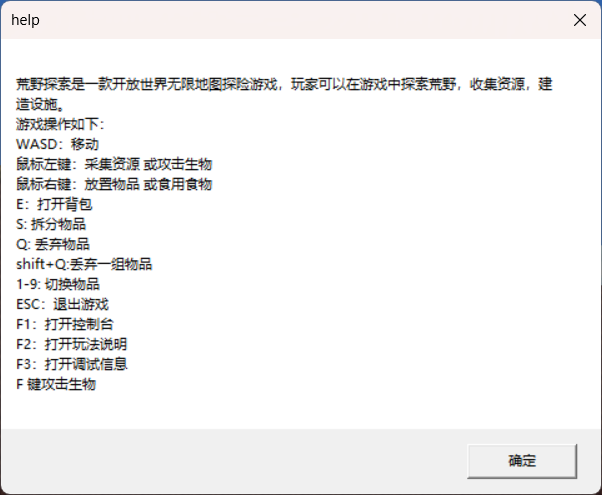 help
荒野探索是一款开放世界无限地图探险游戏，玩家可以在游戏中探索荒野，收集资源，建
造设施。
游戏操作如下：
WASD：移动
鼠标左键：采集资源 或攻击生物
鼠标右键：放置物品 或食用食物
E：打开背包
S: 拆分物品
Q: 丢弃物品
shift+Q:丢弃一组物品
1-9: 切换物品
ESC：退出游戏
F1：打开控制台
F2：打开玩法说明
F3：打开调试信息
F 键攻击生物
确定